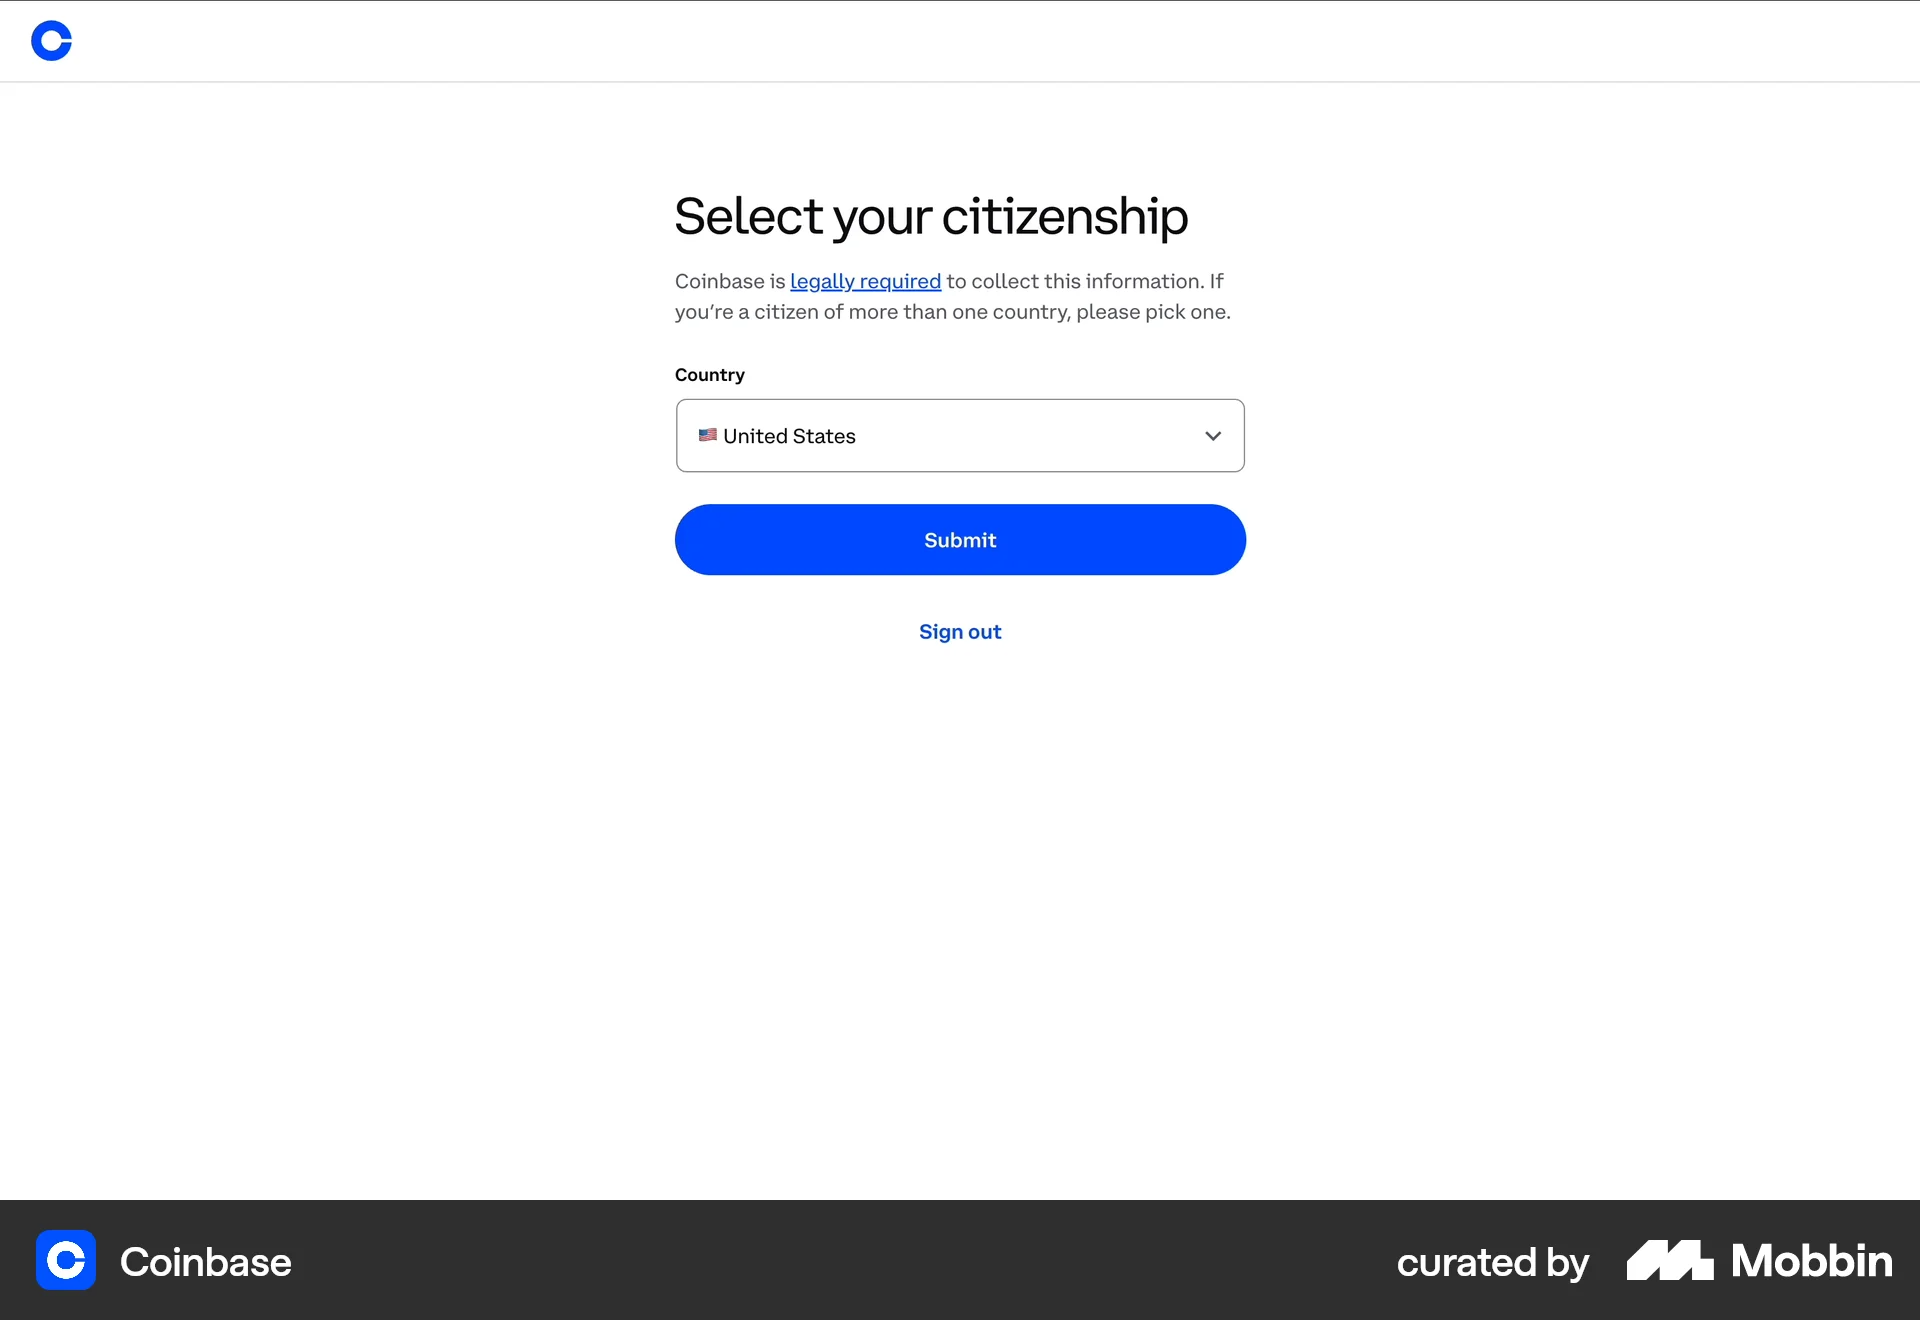 Select your citizenship
Coinbase is legally required to collect this information. If
you’re a citizen of more than one country, please pick one.
Country
United States
Submit
Sign out
Coinbase
curated by Mobbin